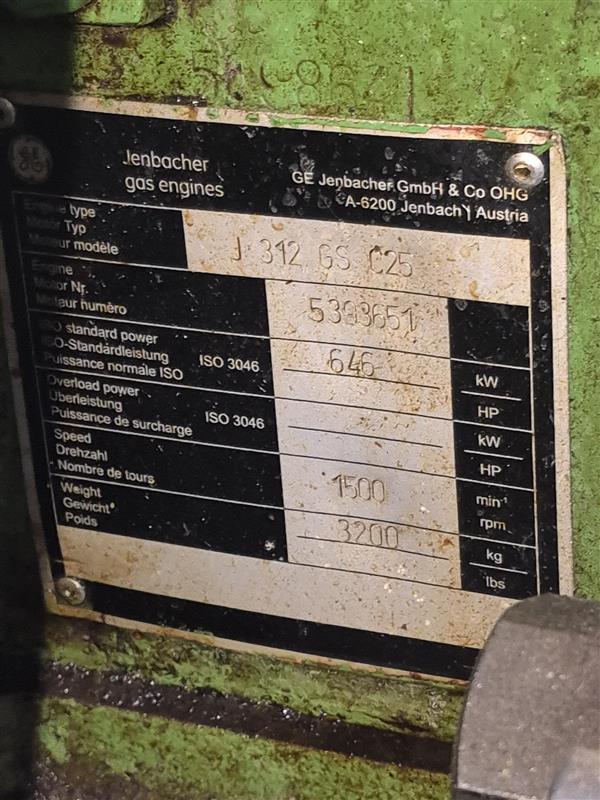 GE
Jenbacher
gas engines
GE Jenbacher GmbH & Co OHG
A-6200 Jenbach | Austria
Engine type
Motor Typ
Moteur modèle
J 312 GS C25
Engine
Motor Nr.
Moteur numèro
5303651
ISO standard power
ISO-Standardleistung
Puissance normale ISO
ISO 3046
646
kW
HP
Overload power
Überleistung
Puissance de surcharge
ISO 3046
kW
HP
Speed
Drehzahl
Nombre de tours
1500
min-1
rpm
Weight
Gewicht
Poids
3200
kg
lbs